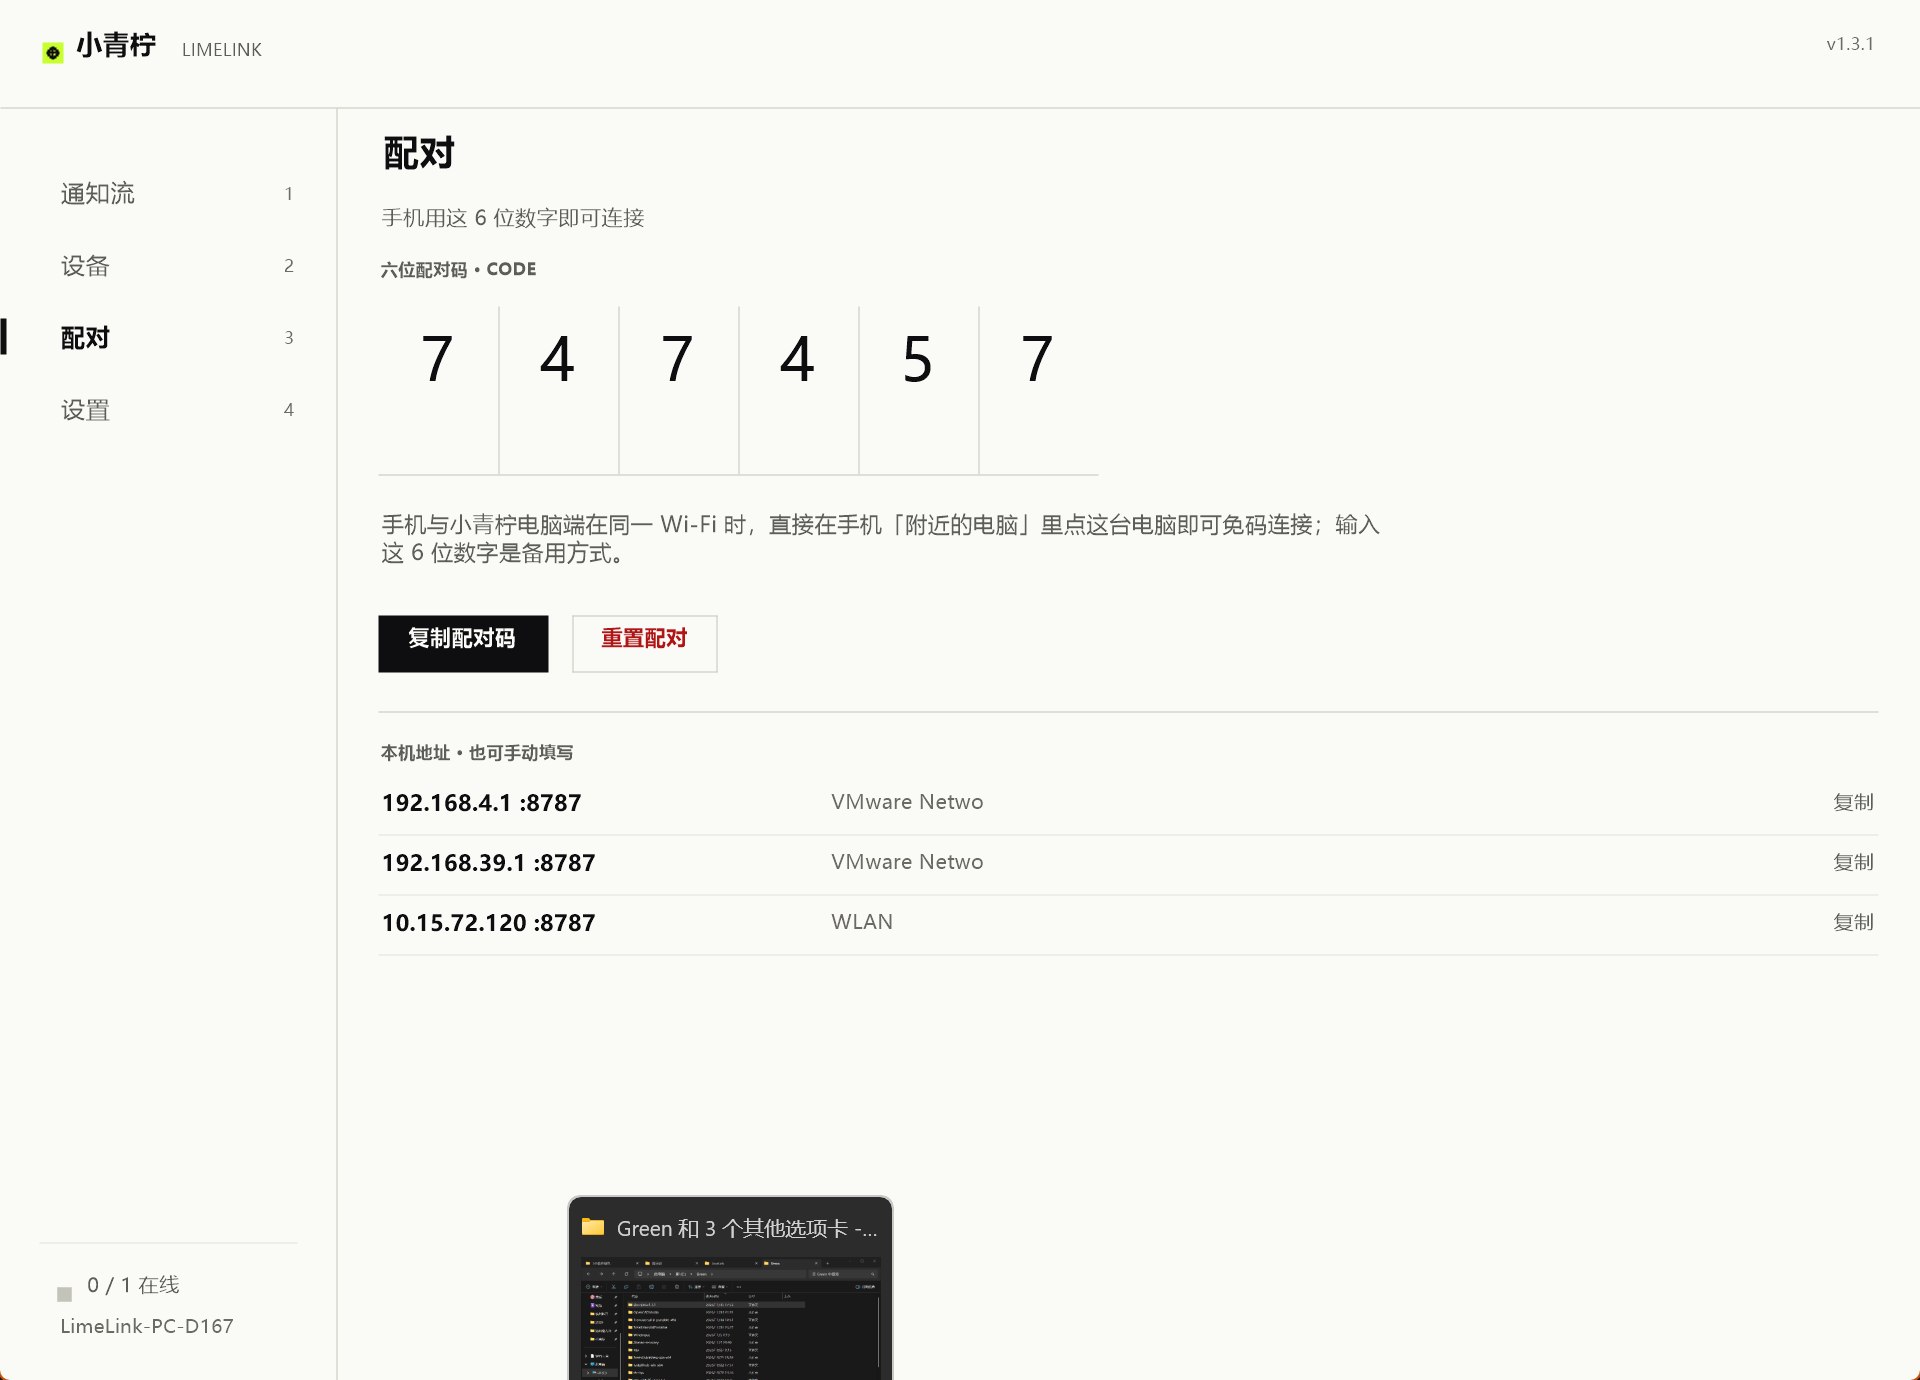 小青柠 LIMELINK
v1.3.1
通知流 1
设备 2
配对 3
设置 4
配对
手机用这 6 位数字即可连接
六位配对码 • CODE
7 4 7 4 5 7
手机与小青柠电脑端在同一 Wi-Fi 时，直接在手机「附近的电脑」里点这台电脑即可免码连接；输入
这 6 位数字是备用方式。
复制配对码 重置配对
本机地址 • 也可手动填写
192.168.4.1 :8787 VMware Netwo 复制
192.168.39.1 :8787 VMware Netwo 复制
10.15.72.120 :8787 WLAN 复制
0 / 1 在线
LimeLink-PC-D167
Green 和 3 个其他选项卡 -...